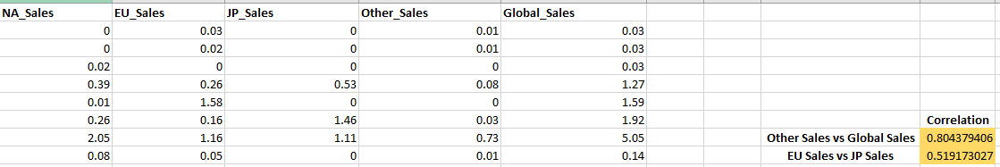 NA_Sales EU_Sales JP_Sales Other_Sales Global_Sales
0 0.03 0 0.01 0.03
0 0.02 0 0.01 0.03
0.02 0 0 0 0.03
0.39 0.26 0.53 0.08 1.27
0.01 1.58 0 0 1.59
0.26 0.16 1.46 0.03 1.92 Correlation
2.05 1.16 1.11 0.73 5.05 Other Sales vs Global Sales 0.804379406
0.08 0.05 0 0.01 0.14 EU Sales vs JP Sales 0.519173027